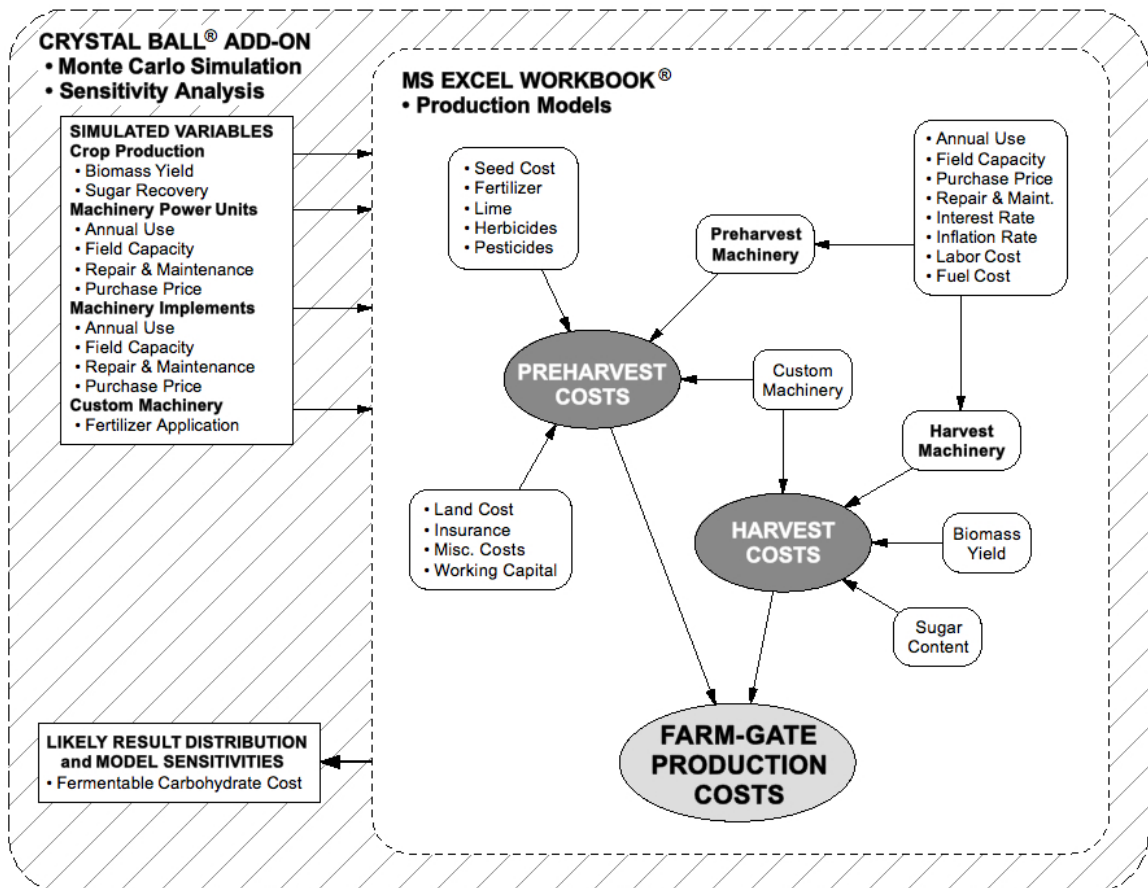 CRYSTAL BALL® ADD-ON
• Monte Carlo Simulation
• Sensitivity Analysis
SIMULATED VARIABLES
Crop Production
• Biomass Yield
• Sugar Recovery
Machinery Power Units
• Annual Use
• Field Capacity
• Repair & Maintenance
• Purchase Price
Machinery Implements
• Annual Use
• Field Capacity
• Repair & Maintenance
• Purchase Price
Custom Machinery
• Fertilizer Application
MS EXCEL WORKBOOK®
• Production Models
• Seed Cost
• Fertilizer
• Lime
• Herbicides
• Pesticides
Preharvest
Machinery
• Annual Use
• Field Capacity
• Purchase Price
• Repair & Maint.
• Interest Rate
• Inflation Rate
• Labor Cost
• Fuel Cost
PREHARVEST
COSTS
Custom
Machinery
Harvest
Machinery
• Land Cost
• Insurance
• Misc. Costs
• Working Capital
HARVEST
COSTS
Biomass
Yield
Sugar
Content
FARM-GATE
PRODUCTION
COSTS
LIKELY RESULT DISTRIBUTION
and MODEL SENSITIVITIES
• Fermentable Carbohydrate Cost